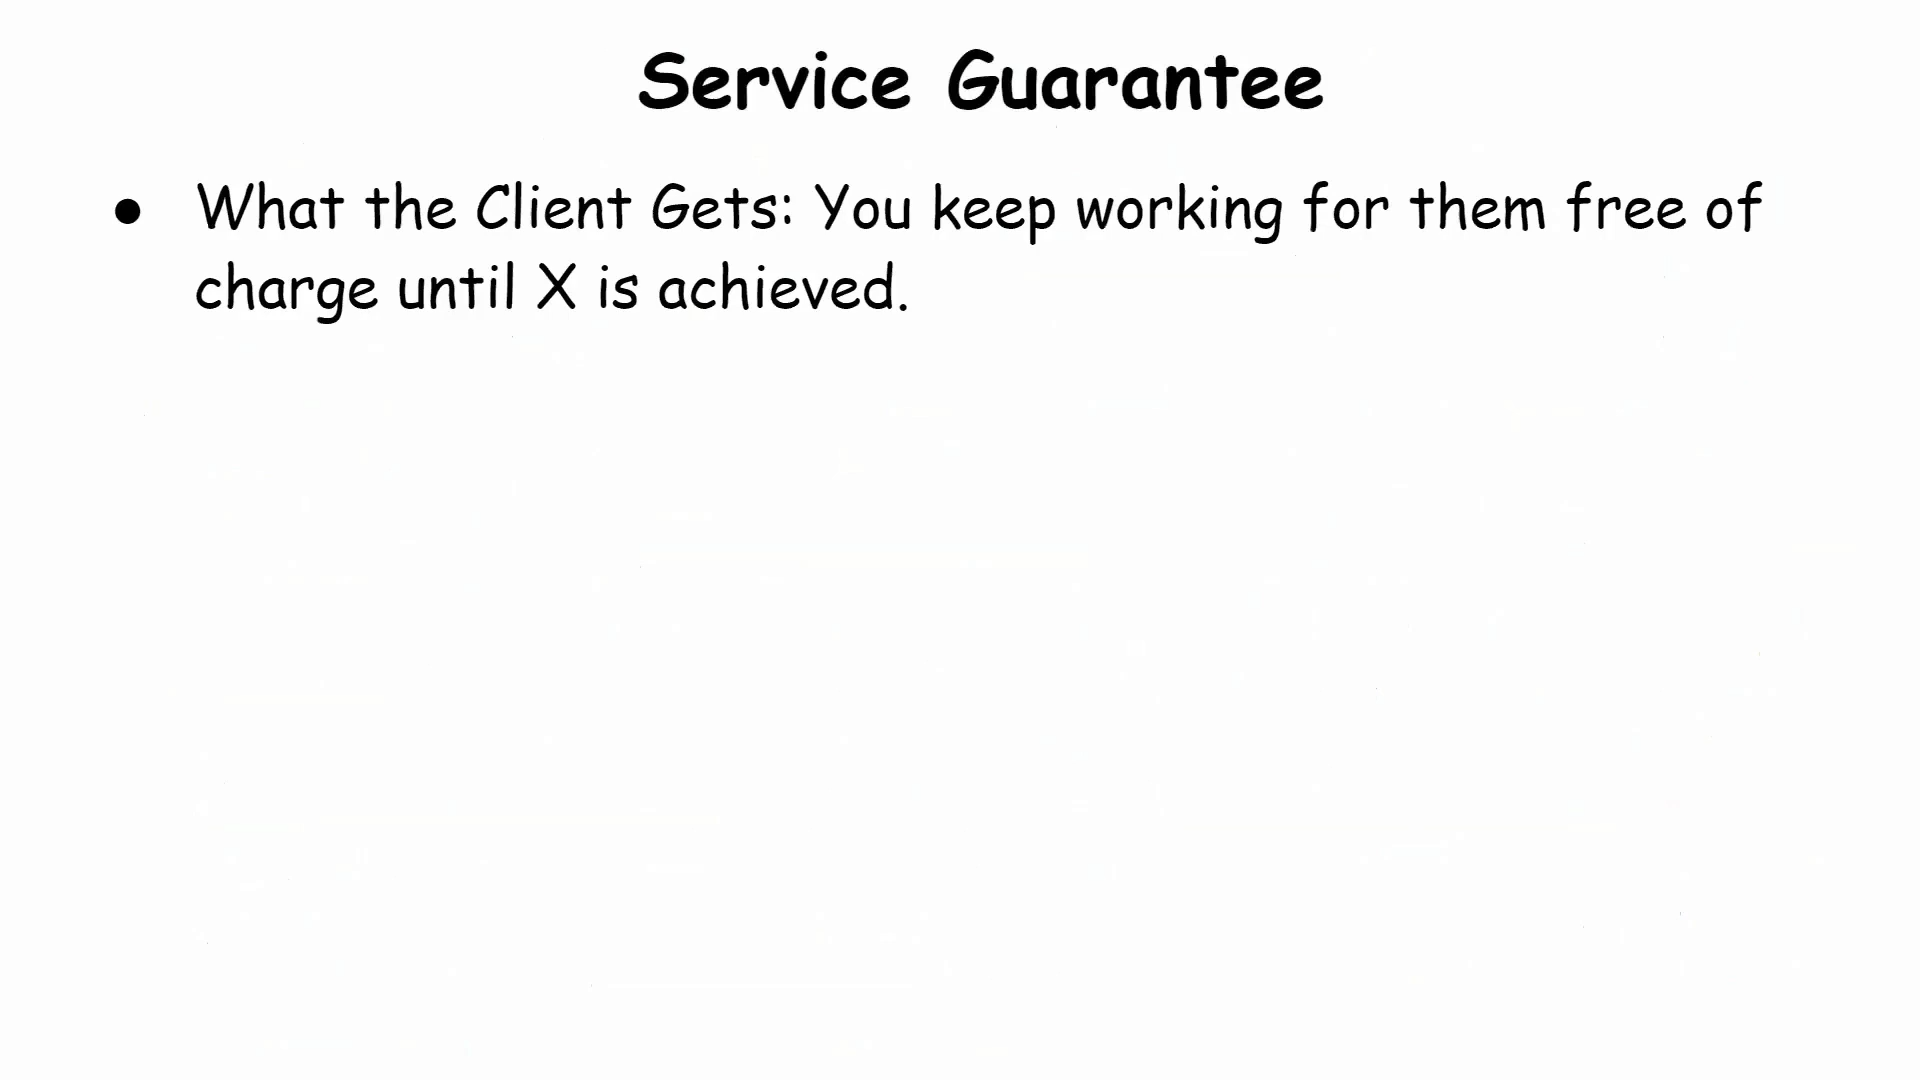 Service Guarantee
● What the Client Gets: You keep working for them free of
charge until X is achieved.